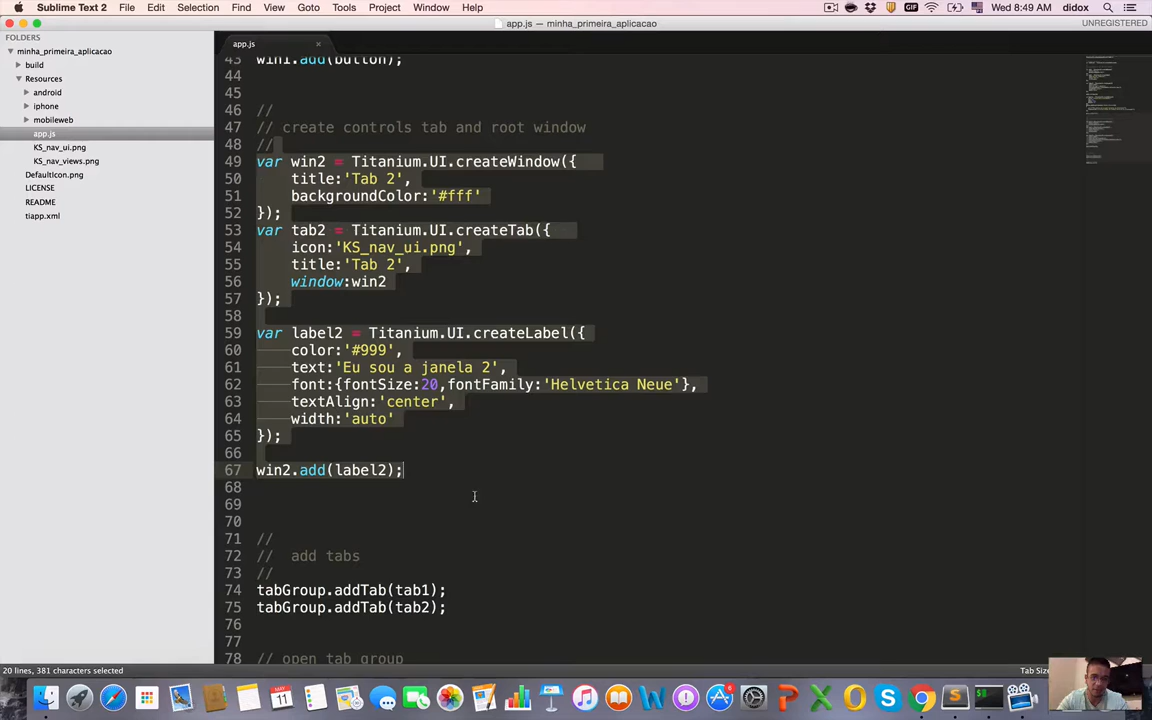 Sublime Text 2 File Edit Selection Find View Goto Tools Project Window Help
GIF
Wed 8:49 AM didox
app.js — minha_primeira_aplicacao
UNREGISTERED
FOLDERS
minha_primeira_aplicacao
build
Resources
android
iphone
mobileweb
app.js
KS_nav_ui.png
KS_nav_views.png
DefaultIcon.png
LICENSE
README
tiapp.xml
app.js ×
43 win1.add(button);
44
45
46 //
47 // create controls tab and root window
48 //
49 var win2 = Titanium.UI.createWindow({
50 title:'Tab 2',
51 backgroundColor:'#fff'
52 });
53 var tab2 = Titanium.UI.createTab({
54 icon:'KS_nav_ui.png',
55 title:'Tab 2',
56 window:win2
57 });
58
59 var label2 = Titanium.UI.createLabel({
60 color:'#999',
61 text:'Eu sou a janela 2',
62 font:{fontSize:20,fontFamily:'Helvetica Neue'},
63 textAlign:'center',
64 width:'auto'
65 });
66
67 win2.add(label2);
68
69
70
71 //
72 // add tabs
73 //
74 tabGroup.addTab(tab1);
75 tabGroup.addTab(tab2);
76
77
78 // open tab group
20 lines, 381 characters selected
Tab Size